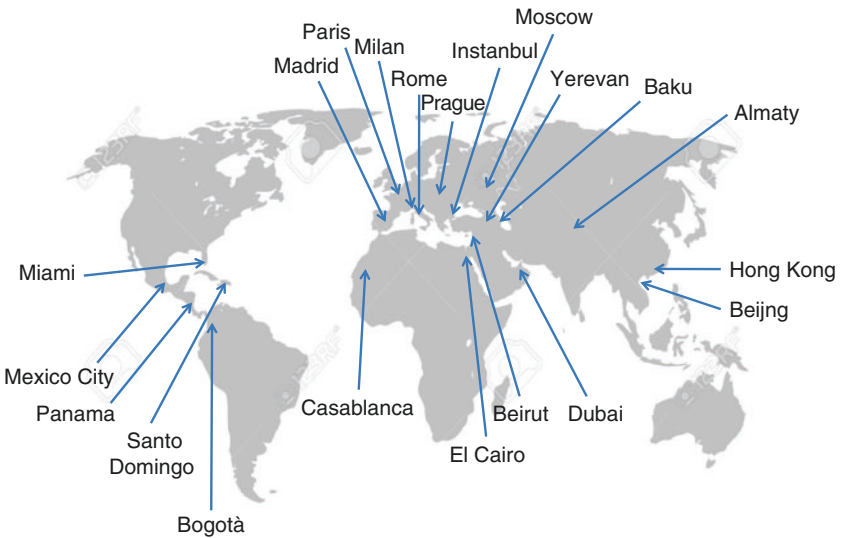 Moscow
Paris
Milan
Instanbul
Madrid
Rome
Yerevan
Prague
Baku
Almaty
Miami
Hong Kong
Beijng
Mexico City
Panama
Casablanca
Beirut
Dubai
Santo
Domingo
El Cairo
Bogotà